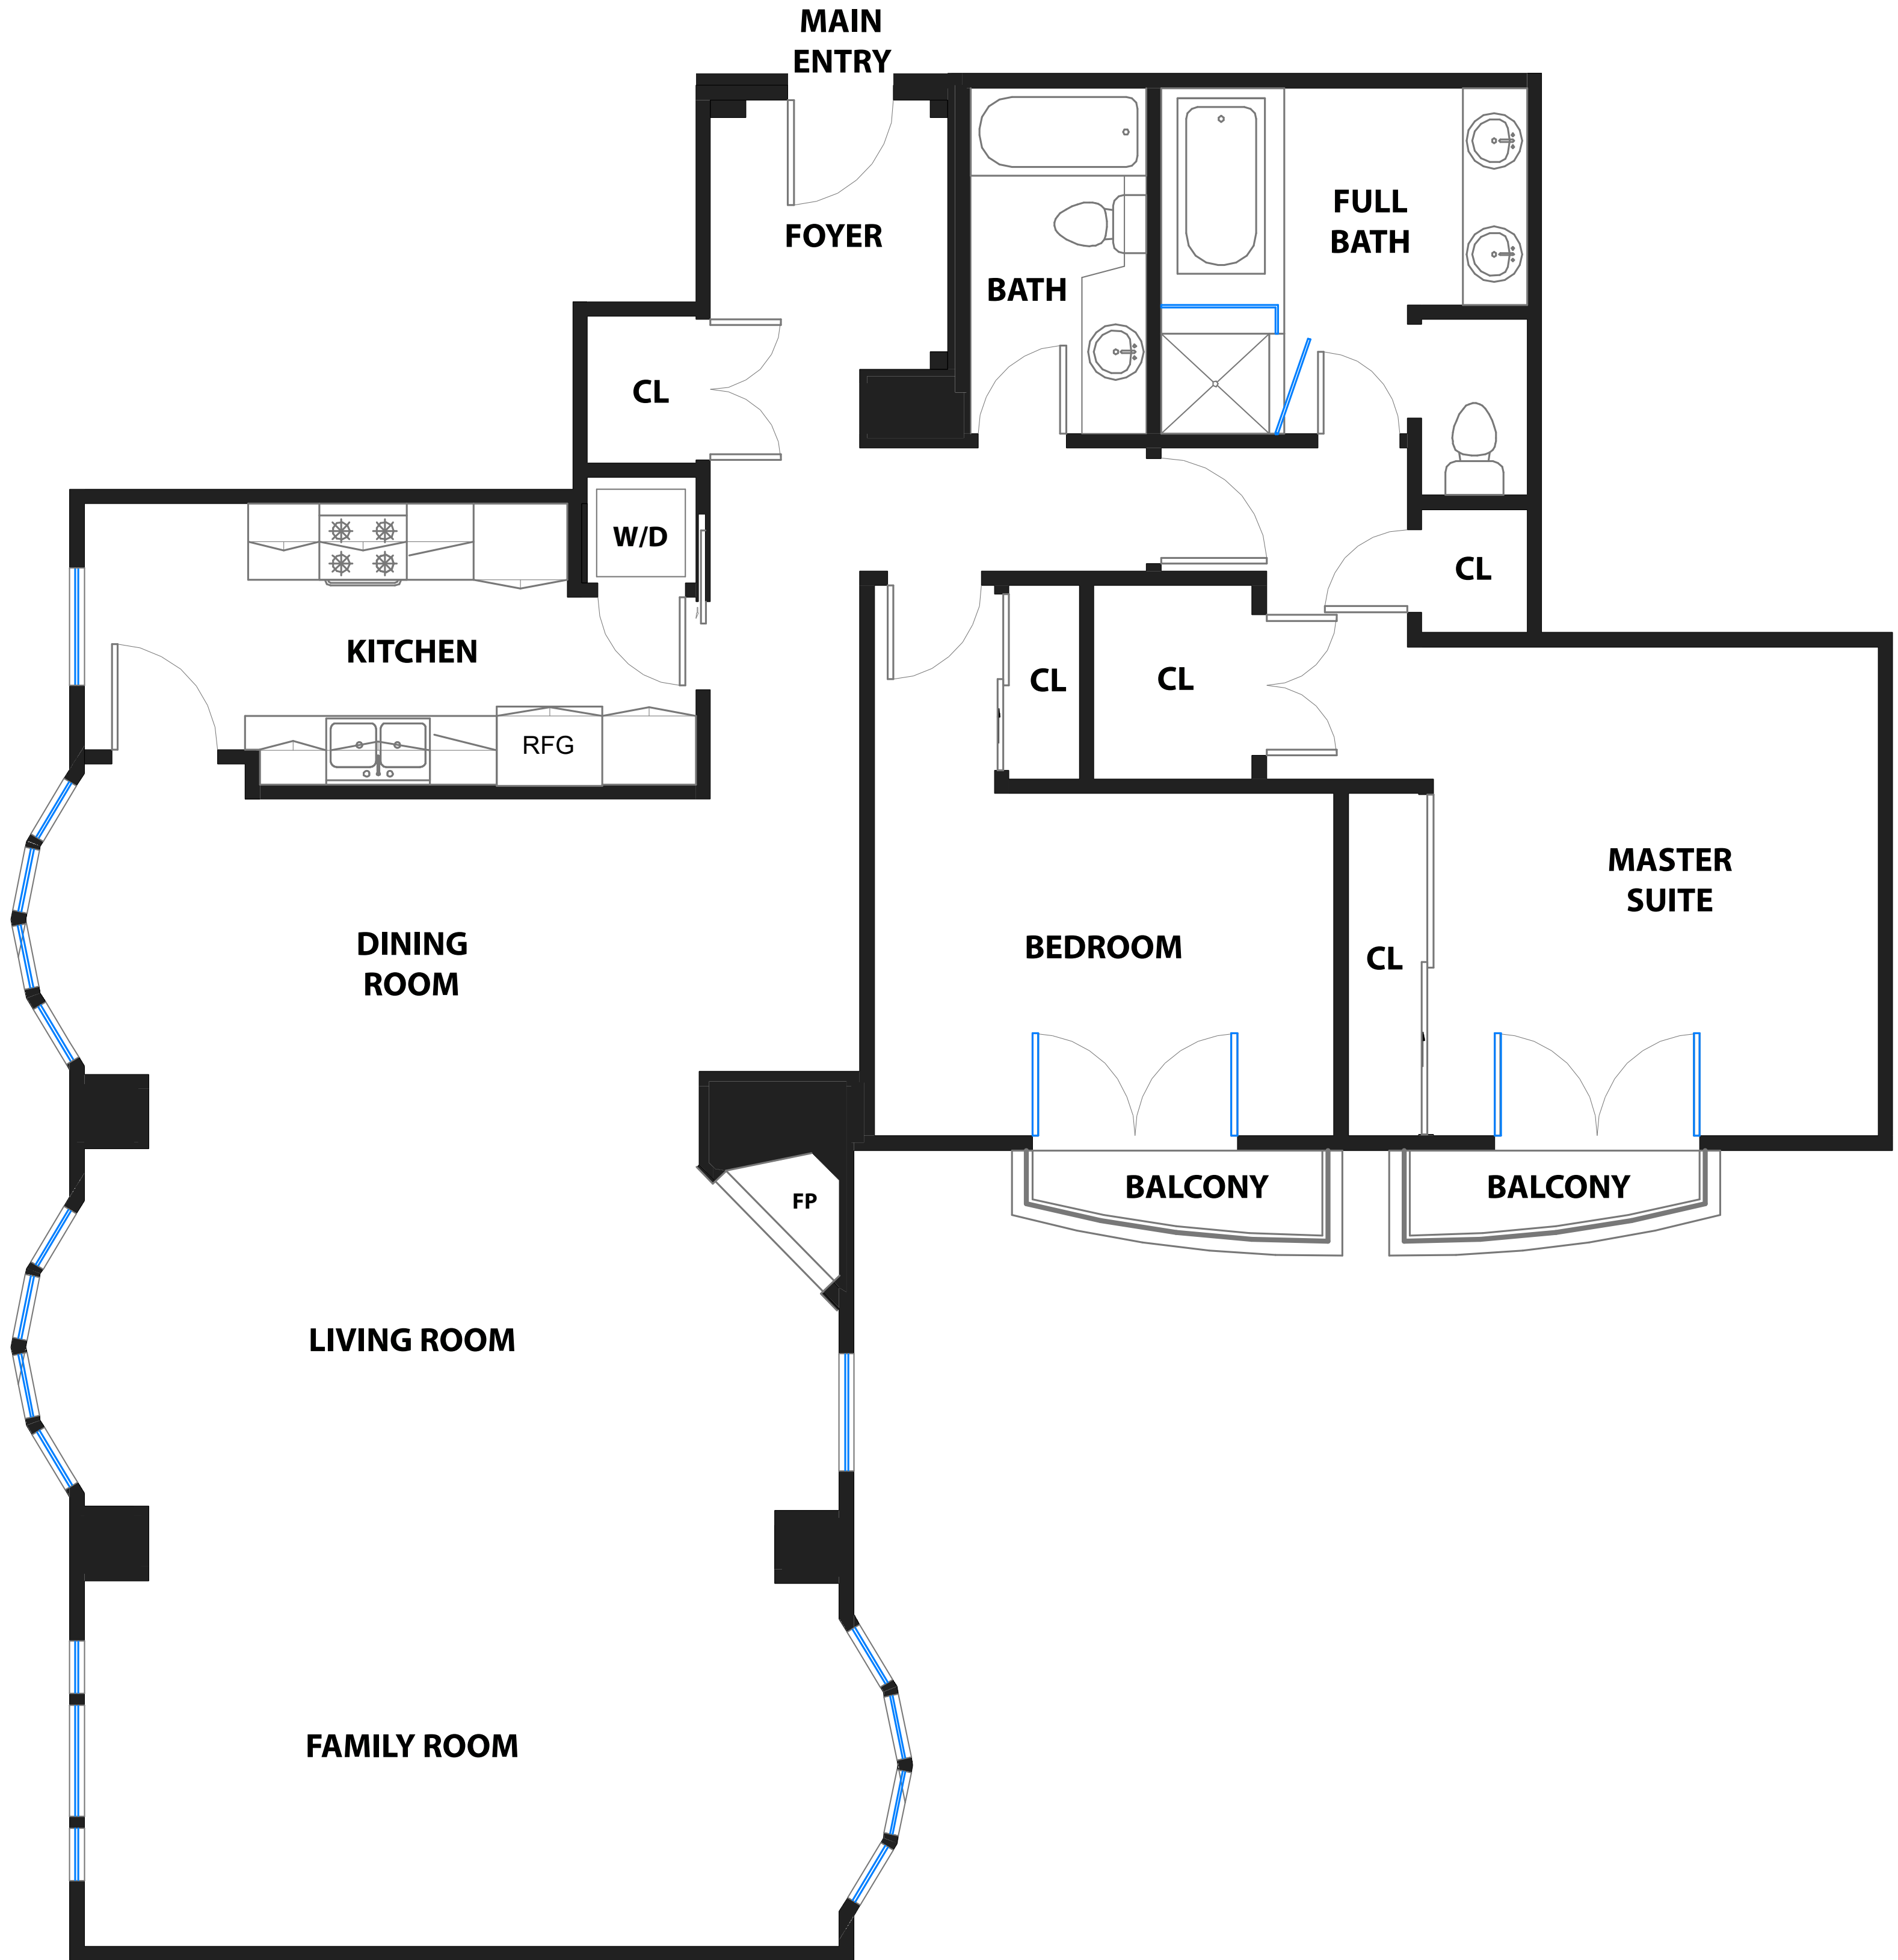 MAIN
ENTRY
FOYER
FULL
BATH
BATH
CL
W/D
CL
KITCHEN
CL
CL
RFG
MASTER
SUITE
DINING
ROOM
BEDROOM
CL
BALCONY
BALCONY
FP
LIVING ROOM
FAMILY ROOM